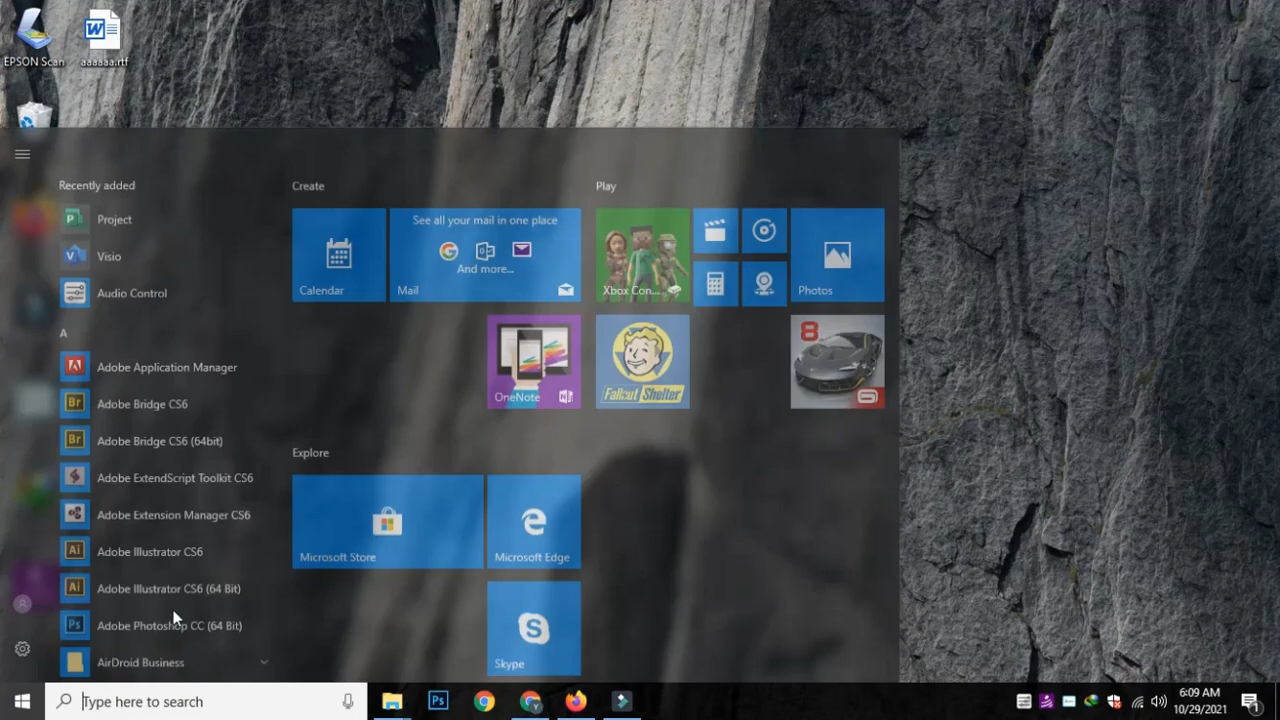 EPSON Scan
aaaaaa.rtf
Recently added
Project
Visio
Audio Control
A
Adobe Application Manager
Adobe Bridge CS6
Adobe Bridge CS6 (64bit)
Adobe ExtendScript Toolkit CS6
Adobe Extension Manager CS6
Adobe Illustrator CS6
Adobe Illustrator CS6 (64 Bit)
Adobe Photoshop CC (64 Bit)
AirDroid Business
Create
Calendar
See all your mail in one place
And more...
Mail
OneNote
Explore
Microsoft Store
Microsoft Edge
Skype
Play
Xbox Con...
Photos
Fallout Shelter
8
Type here to search
6:09 AM
10/29/2021
1